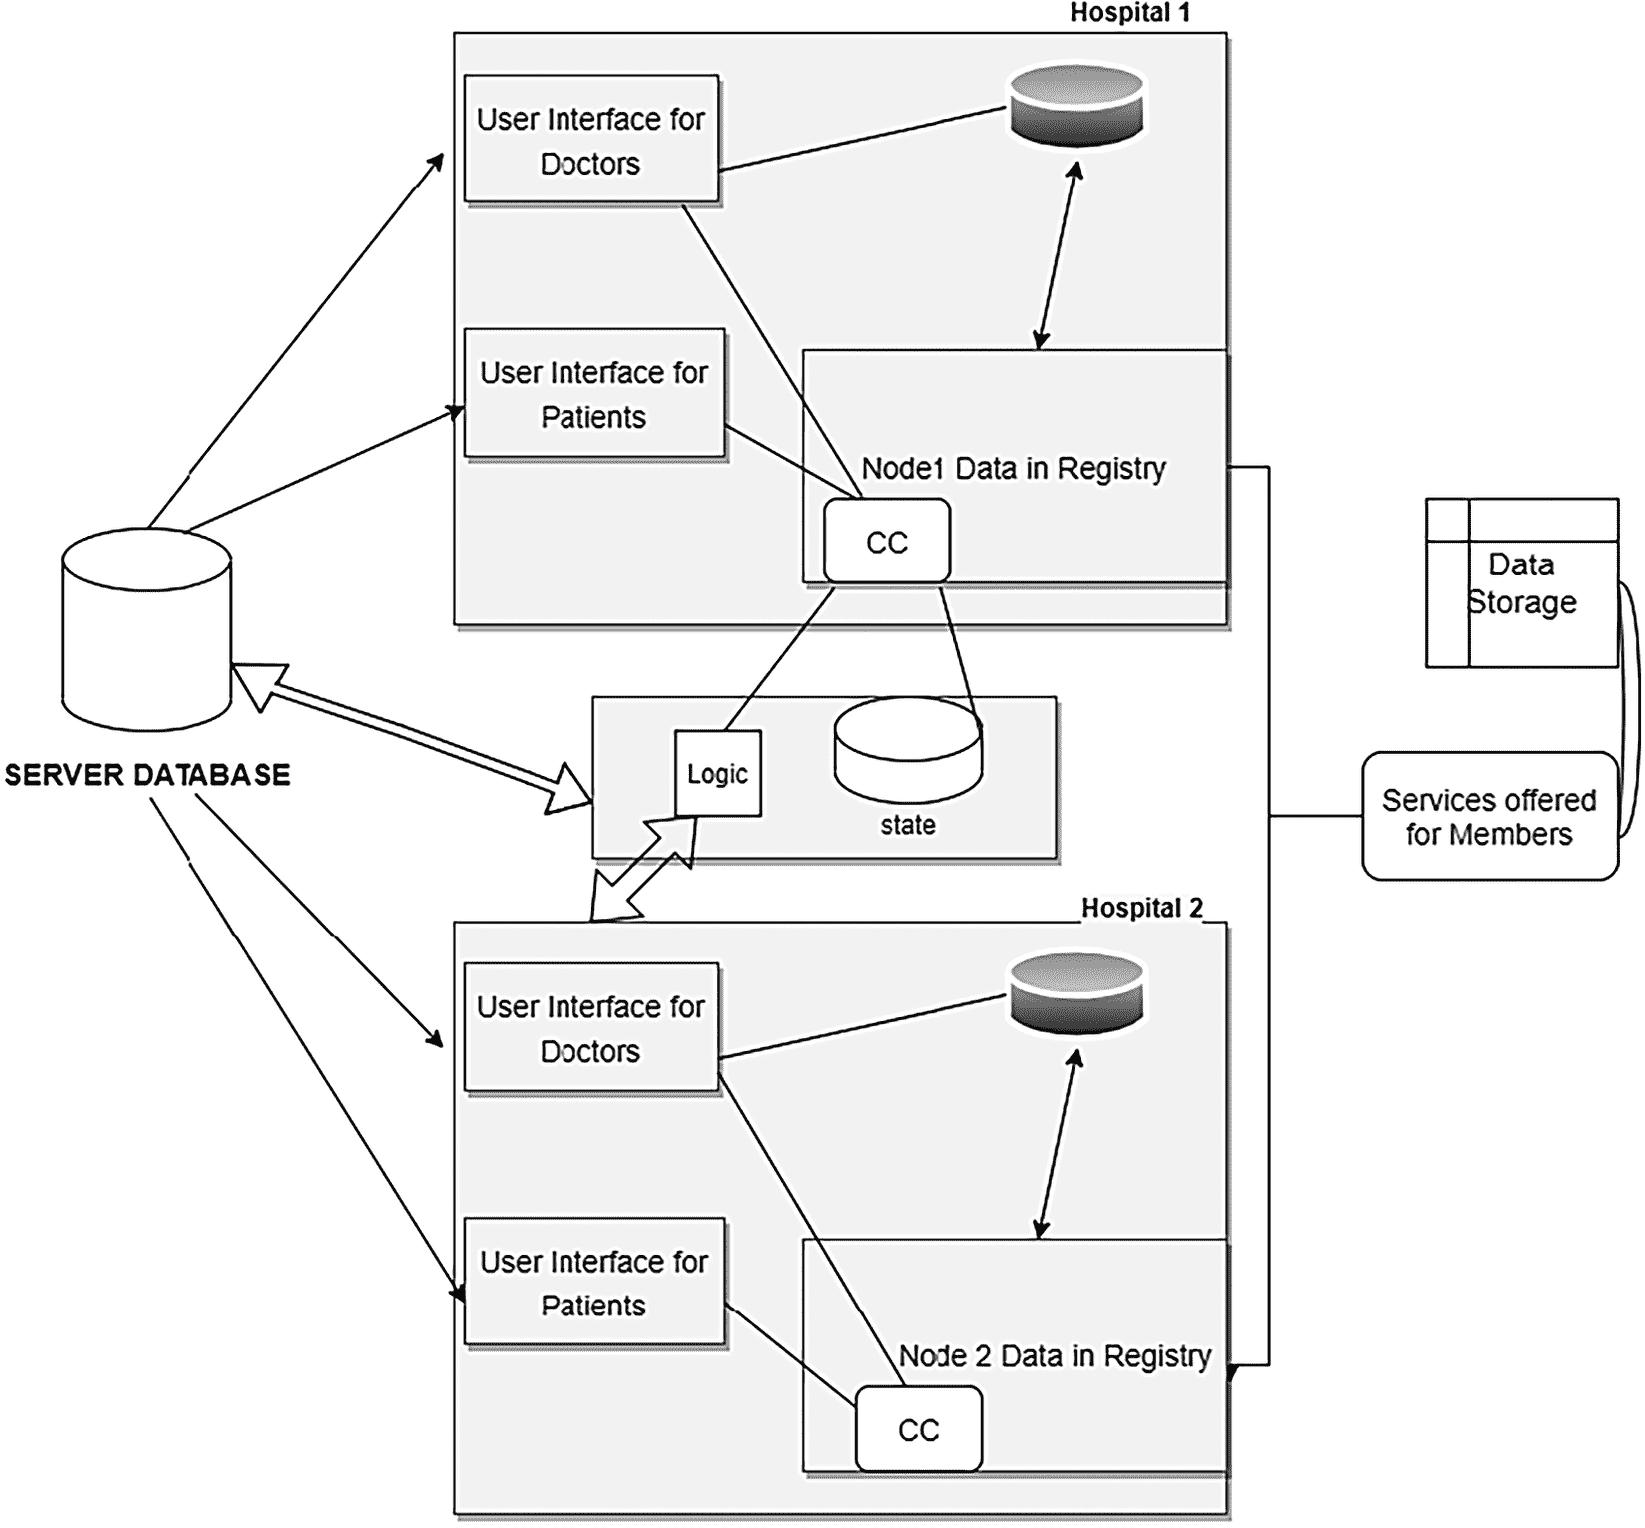 Hospital 1
User Interface for
Doctors
User Interface for
Patients
Node1 Data in Registry
CC
Data
Storage
SERVER DATABASE
Logic
state
Services offered
for Members
Hospital 2
User Interface for
Doctors
User Interface for
Patients
Node 2 Data in Registry
CC